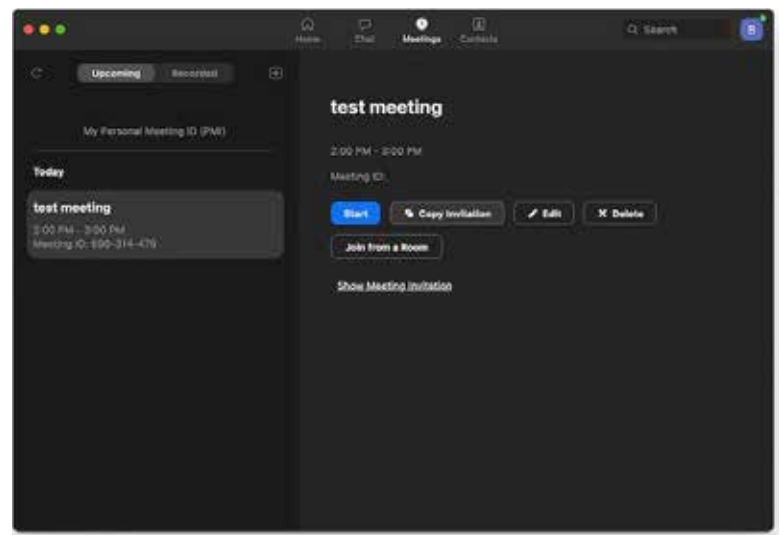 Home Chat Meetings Contacts Search B
Upcoming Recorded
My Personal Meeting ID (PMI)
Today
test meeting
2:00 PM - 3:00 PM
Meeting ID: 690-314-479
test meeting
2:00 PM - 3:00 PM
Meeting ID:
Start Copy Invitation Edit Delete
Join from a Room
Show Meeting Invitation